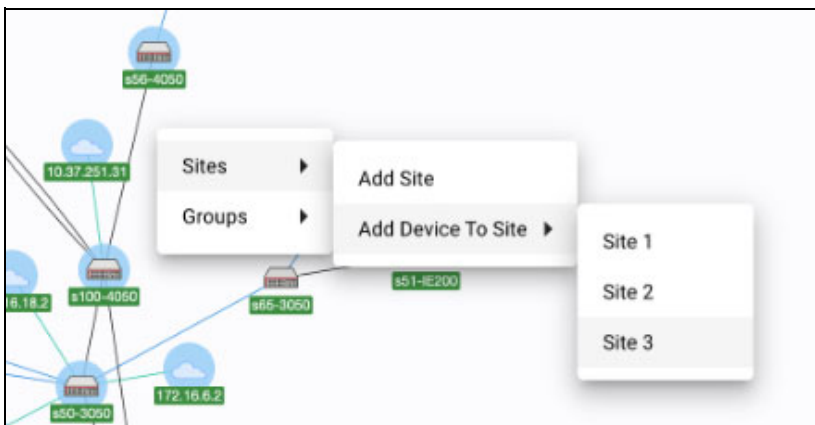 s56-4050
10.37.251.31
Sites
Groups
Add Site
Add Device To Site
Site 1
Site 2
Site 3
s100-4050
16.18.2
s65-3050
s51-IE200
172.16.6.2
s50-3050